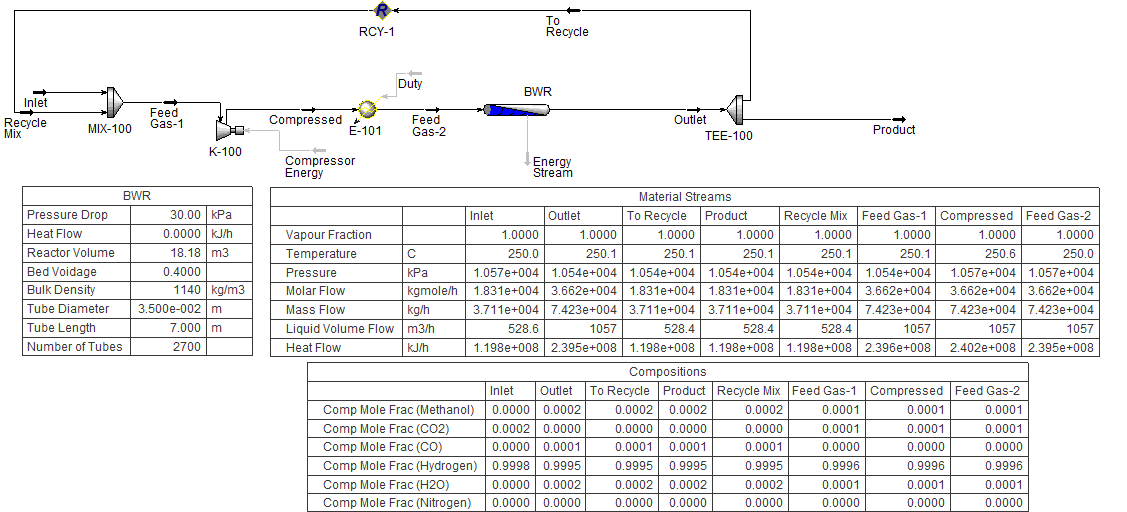 RCY-1
To
Recycle
Inlet
Recycle
Mix
MIX-100
Feed
Gas-1
K-100
Compressor
Energy
Compressed
Duty
E-101
Feed
Gas-2
BWR
Energy
Stream
Outlet
TEE-100
Product
BWR
Pressure Drop 30.00 kPa
Heat Flow 0.0000 kJ/h
Reactor Volume 18.18 m3
Bed Voidage 0.4000
Bulk Density 1140 kg/m3
Tube Diameter 3.500e-002 m
Tube Length 7.000 m
Number of Tubes 2700
Material Streams
Inlet Outlet To Recycle Product Recycle Mix Feed Gas-1 Compressed Feed Gas-2
Vapour Fraction 1.0000 1.0000 1.0000 1.0000 1.0000 1.0000 1.0000 1.0000
Temperature C 250.0 250.1 250.1 250.1 250.1 250.1 250.6 250.0
Pressure kPa 1.057e+004 1.054e+004 1.054e+004 1.054e+004 1.054e+004 1.054e+004 1.057e+004 1.057e+004
Molar Flow kgmole/h 1.831e+004 3.662e+004 1.831e+004 1.831e+004 1.831e+004 3.662e+004 3.662e+004 3.662e+004
Mass Flow kg/h 3.711e+004 7.423e+004 3.711e+004 3.711e+004 3.711e+004 7.423e+004 7.423e+004 7.423e+004
Liquid Volume Flow m3/h 528.6 1057 528.4 528.4 528.4 1057 1057 1057
Heat Flow kJ/h 1.198e+008 2.395e+008 1.198e+008 1.198e+008 1.198e+008 2.396e+008 2.402e+008 2.395e+008
Compositions
Inlet Outlet To Recycle Product Recycle Mix Feed Gas-1 Compressed Feed Gas-2
Comp Mole Frac (Methanol) 0.0000 0.0002 0.0002 0.0002 0.0002 0.0001 0.0001 0.0001
Comp Mole Frac (CO2) 0.0002 0.0000 0.0000 0.0000 0.0000 0.0001 0.0001 0.0001
Comp Mole Frac (CO) 0.0000 0.0001 0.0001 0.0001 0.0001 0.0000 0.0000 0.0000
Comp Mole Frac (Hydrogen) 0.9998 0.9995 0.9995 0.9995 0.9995 0.9996 0.9996 0.9996
Comp Mole Frac (H2O) 0.0000 0.0002 0.0002 0.0002 0.0002 0.0001 0.0001 0.0001
Comp Mole Frac (Nitrogen) 0.0000 0.0000 0.0000 0.0000 0.0000 0.0000 0.0000 0.0000